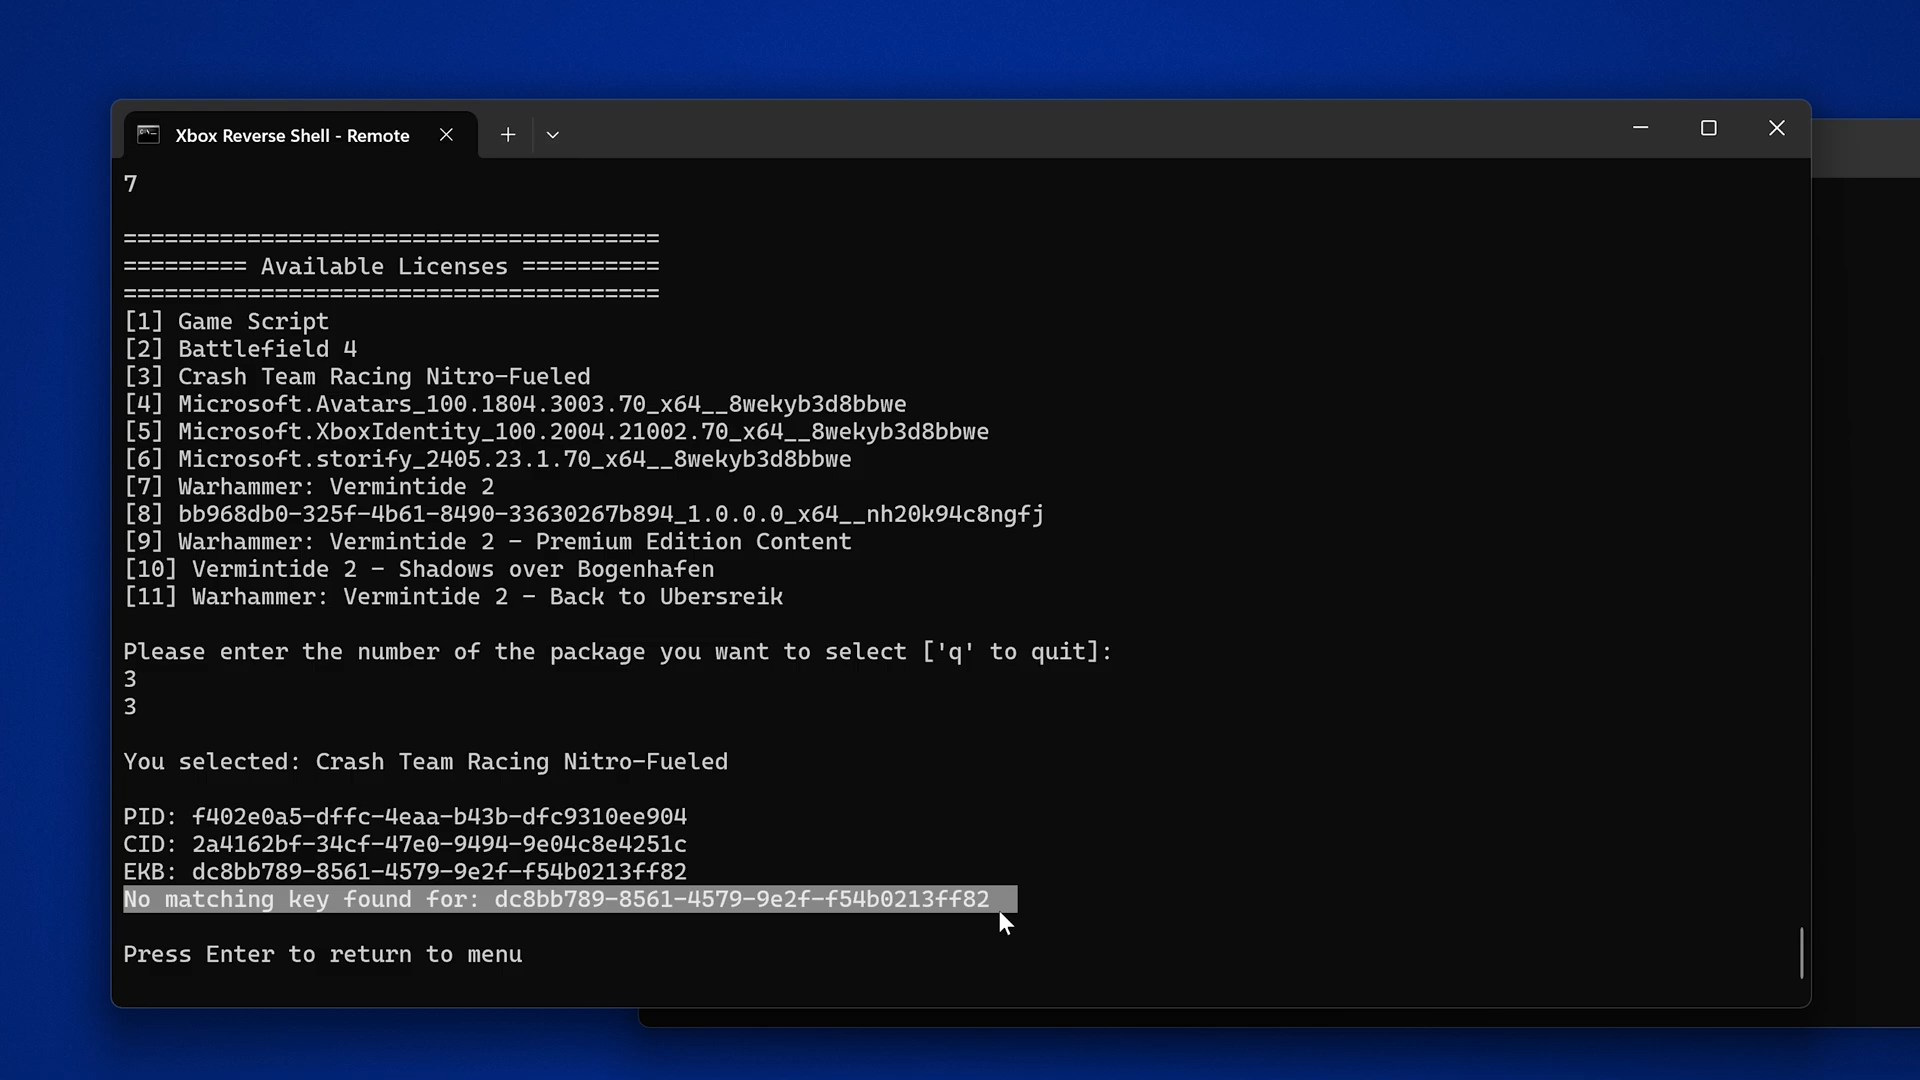 Xbox Reverse Shell - Remote
7
=======================================
========= Available Licenses ==========
=======================================
[1] Game Script
[2] Battlefield 4
[3] Crash Team Racing Nitro-Fueled
[4] Microsoft.Avatars_100.1804.3003.70_x64__8wekyb3d8bbwe
[5] Microsoft.XboxIdentity_100.2004.21002.70_x64__8wekyb3d8bbwe
[6] Microsoft.storify_2405.23.1.70_x64__8wekyb3d8bbwe
[7] Warhammer: Vermintide 2
[8] bb968db0-325f-4b61-8490-33630267b894_1.0.0.0_x64__nh20k94c8ngfj
[9] Warhammer: Vermintide 2 - Premium Edition Content
[10] Vermintide 2 - Shadows over Bogenhafen
[11] Warhammer: Vermintide 2 - Back to Ubersreik
Please enter the number of the package you want to select ['q' to quit]:
3
3
You selected: Crash Team Racing Nitro-Fueled
PID: f402e0a5-dffc-4eaa-b43b-dfc9310ee904
CID: 2a4162bf-34cf-47e0-9494-9e04c8e4251c
EKB: dc8bb789-8561-4579-9e2f-f54b0213ff82
No matching key found for: dc8bb789-8561-4579-9e2f-f54b0213ff82
Press Enter to return to menu